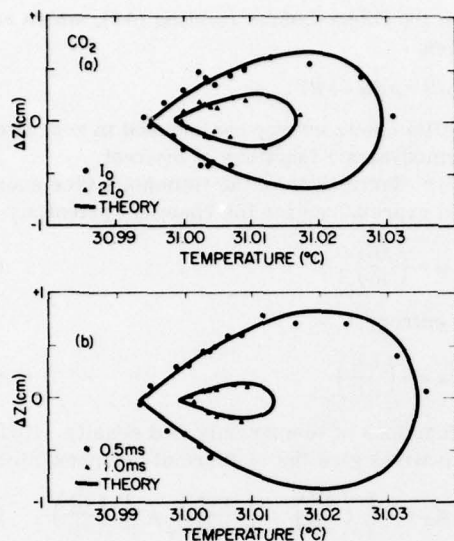 CO2
(a)
+1
ΔZ(cm)
0
-1
I0
2I0
THEORY
30.99 31.00 31.01 31.02 31.03
TEMPERATURE (°C)
+1
(b)
ΔZ(cm)
0
0.5ms
1.0ms
THEORY
-1
30.99 31.00 31.01 31.02 31.03
TEMPERATURE (°C)